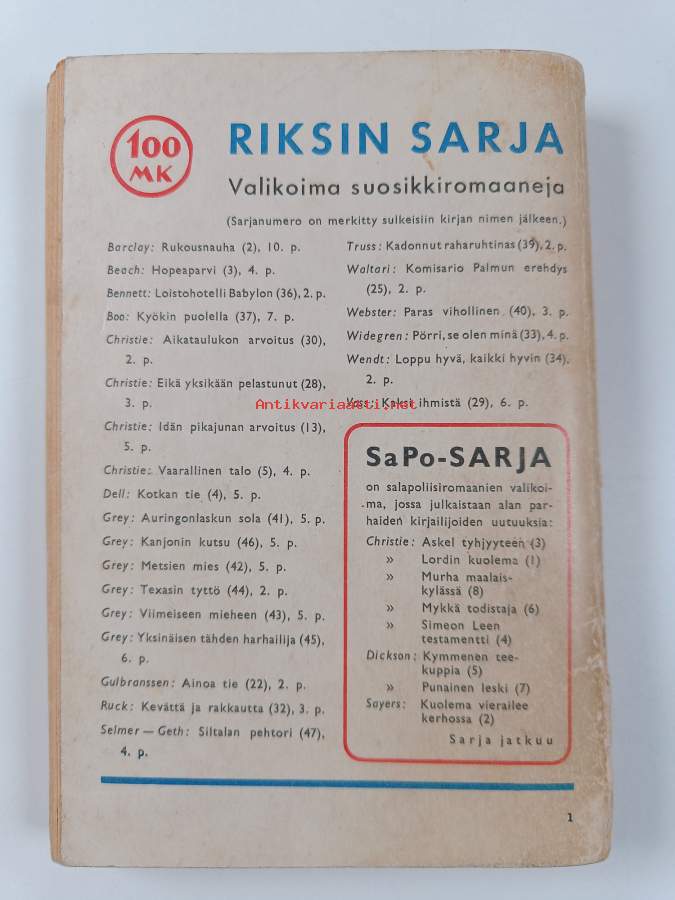 100
MK
RIKSIN SARJA
Valikoima suosikkiromaaneja
(Sarjanumero on merkitty sulkeisiin kirjan nimen jälkeen.)
Barclay: Rukousnauha (2), 10. p.
Beach: Hopeaparvi (3), 4. p.
Bennett: Loistohotelli Babylon (36), 2. p.
Boo: Kyökin puolella (37), 7. p.
Christie: Aikataulukon arvoitus (30),
2. p.
Christie: Eikä yksikään pelastunut (28),
3. p.
Christie: Idän pikajunan arvoitus (13),
5. p.
Christie: Vaarallinen talo (5), 4. p.
Dell: Kotkan tie (4), 5. p.
Grey: Auringonlaskun sola (41), 5. p.
Grey: Kanjonin kutsu (46), 5. p.
Grey: Metsien mies (42), 5. p.
Grey: Texasin tyttö (44), 2. p.
Grey: Viimeiseen mieheen (43), 5. p.
Grey: Yksinäisen tähden harhailija (45),
6. p.
Gulbranssen: Ainoa tie (22), 2. p.
Ruck: Kevättä ja rakkautta (32), 3. p.
Selmer — Geth: Siltalan pehtori (47),
4. p.
Truss: Kadonnut raharuhtinas (39), 2. p.
Waltari: Komisario Palmun erehdys
(25), 2. p.
Webster: Paras vihollinen (40), 3. p.
Widegren: Pörri, se olen minä (33), 4. p.
Wendt: Loppu hyvä, kaikki hyvin (34),
2. p.
Kaksi ihmistä (29), 6. p.
Antikvariaatti.net
SaPo-SARJA
on salapoliisiromaanien valikoi-
ma, jossa julkaistaan alan par-
haiden kirjailijoiden uutuuksia:
Christie: Askel tyhjyyteen (3)
» Lordin kuolema (1)
» Murha maalais-
kylässä (8)
» Mykkä todistaja (6)
» Simeon Leen
testamentti (4)
Dickson: Kymmenen tee-
kuppia (5)
» Punainen leski (7)
Sayers: Kuolema vierailee
kerhossa (2)
Sarja jatkuu
1